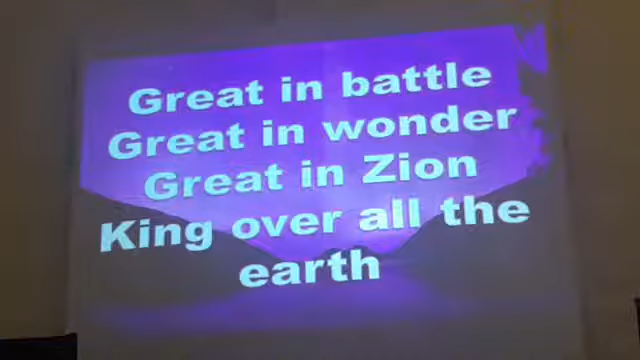 Great in battle
Great in wonder
Great in Zion
King over all the
earth